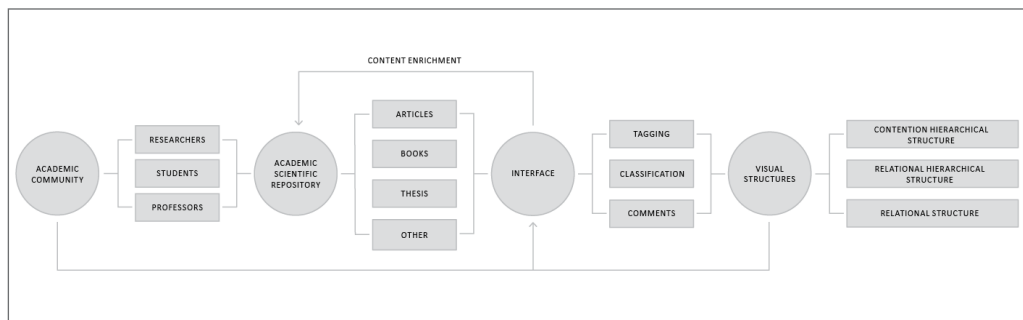 CONTENT ENRICHMENT
ACADEMIC
COMMUNITY
RESEARCHERS
STUDENTS
PROFESSORS
ACADEMIC
SCIENTIFIC
REPOSITORY
ARTICLES
BOOKS
THESIS
OTHER
INTERFACE
TAGGING
CLASSIFICATION
COMMENTS
VISUAL
STRUCTURES
CONTENTION HIERARCHICAL
STRUCTURE
RELATIONAL HIERARCHICAL
STRUCTURE
RELATIONAL STRUCTURE